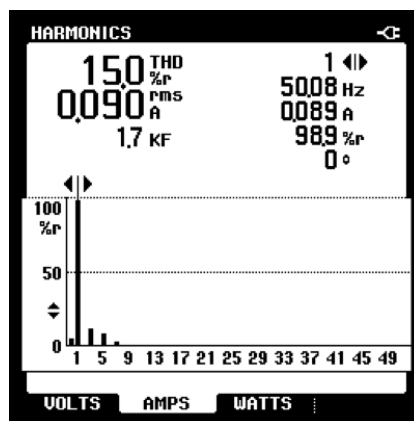 HARMONICS
15.0 THD %r
0.090 rms A
1.7 KF
1
50.08 Hz
0.089 A
98.9 %r
0 °
100
%r
50
0
1 5 9 13 17 21 25 29 33 37 41 45 49
VOLTS AMPS WATTS